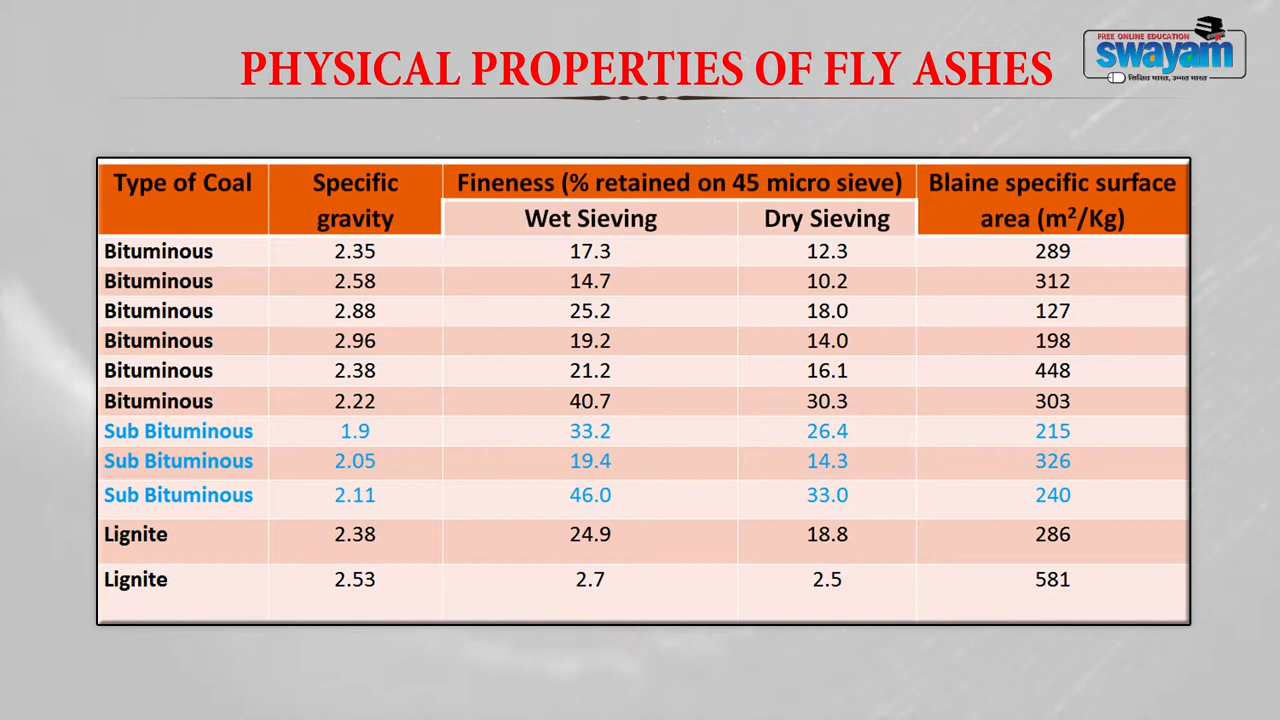 PHYSICAL PROPERTIES OF FLY ASHES
FREE ONLINE EDUCATION
swayam
शिक्षित भारत, उन्नत भारत
Type of Coal Specific gravity Fineness (% retained on 45 micro sieve) Blaine specific surface area (m²/Kg)
Wet Sieving Dry Sieving
Bituminous 2.35 17.3 12.3 289
Bituminous 2.58 14.7 10.2 312
Bituminous 2.88 25.2 18.0 127
Bituminous 2.96 19.2 14.0 198
Bituminous 2.38 21.2 16.1 448
Bituminous 2.22 40.7 30.3 303
Sub Bituminous 1.9 33.2 26.4 215
Sub Bituminous 2.05 19.4 14.3 326
Sub Bituminous 2.11 46.0 33.0 240
Lignite 2.38 24.9 18.8 286
Lignite 2.53 2.7 2.5 581